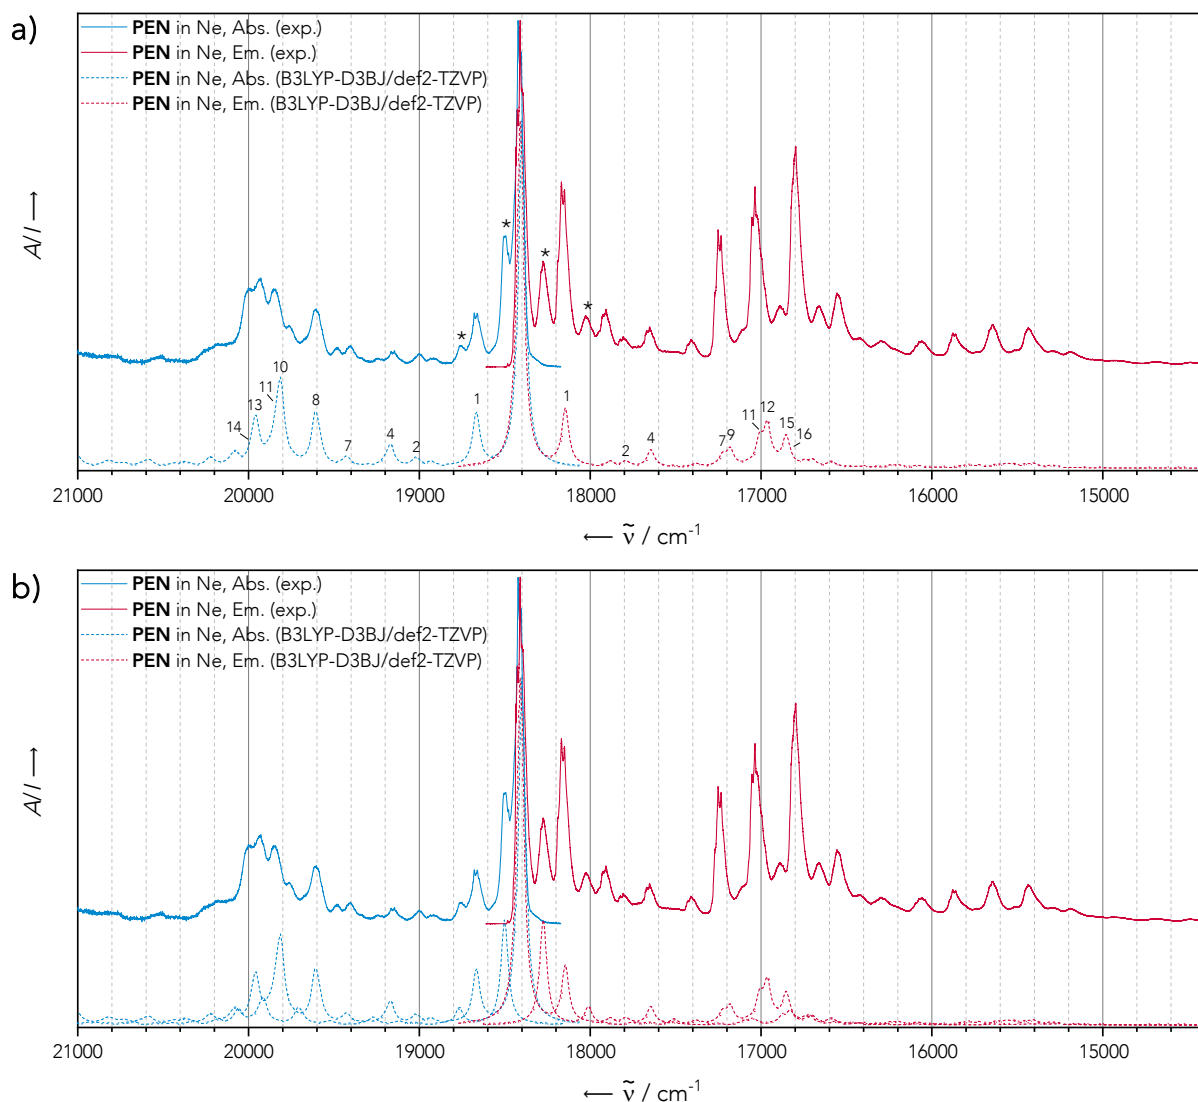 a)
PEN in Ne, Abs. (exp.)
PEN in Ne, Em. (exp.)
PEN in Ne, Abs. (B3LYP-D3BJ/def2-TZVP)
PEN in Ne, Em. (B3LYP-D3BJ/def2-TZVP)
A/I →
* * * *
14 13 11 10 8 7 4 2 1 1 2 4 7 9 11 12 15 16
21000 20000 19000 18000 17000 16000 15000
← ṽ / cm-1
b)
PEN in Ne, Abs. (exp.)
PEN in Ne, Em. (exp.)
PEN in Ne, Abs. (B3LYP-D3BJ/def2-TZVP)
PEN in Ne, Em. (B3LYP-D3BJ/def2-TZVP)
A/I →
21000 20000 19000 18000 17000 16000 15000
← ṽ / cm-1